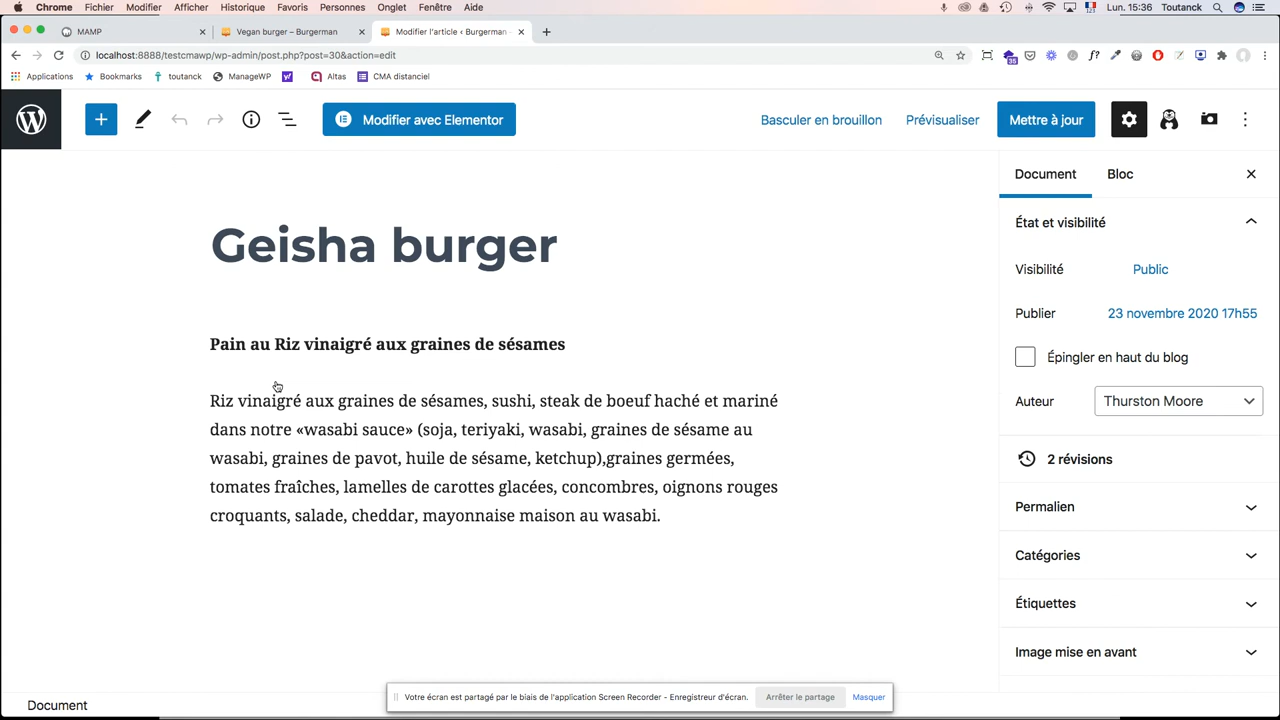 Chrome Fichier Modifier Afficher Historique Favoris Personnes Onglet Fenêtre Aide Lun. 15:36 Toutanck
MAMP Vegan burger – Burgerman Modifier l'article ‹ Burgerman
localhost:8888/testcmawp/wp-admin/post.php?post=30&action=edit 35 f?
Applications Bookmarks toutanck ManageWP Altas CMA distanciel
Modifier avec Elementor Basculer en brouillon Prévisualiser Mettre à jour
Document Bloc
Geisha burger
État et visibilité
Visibilité Public
Publier 23 novembre 2020 17h55
Pain au Riz vinaigré aux graines de sésames
Épingler en haut du blog
Auteur Thurston Moore
Riz vinaigré aux graines de sésames, sushi, steak de boeuf haché et mariné
dans notre «wasabi sauce» (soja, teriyaki, wasabi, graines de sésame au
wasabi, graines de pavot, huile de sésame, ketchup),graines germées,
tomates fraîches, lamelles de carottes glacées, concombres, oignons rouges
croquants, salade, cheddar, mayonnaise maison au wasabi.
2 révisions
Permalien
Catégories
Étiquettes
Image mise en avant
Votre écran est partagé par le biais de l'application Screen Recorder - Enregistreur d'écran. Arrêter le partage Masquer
Document